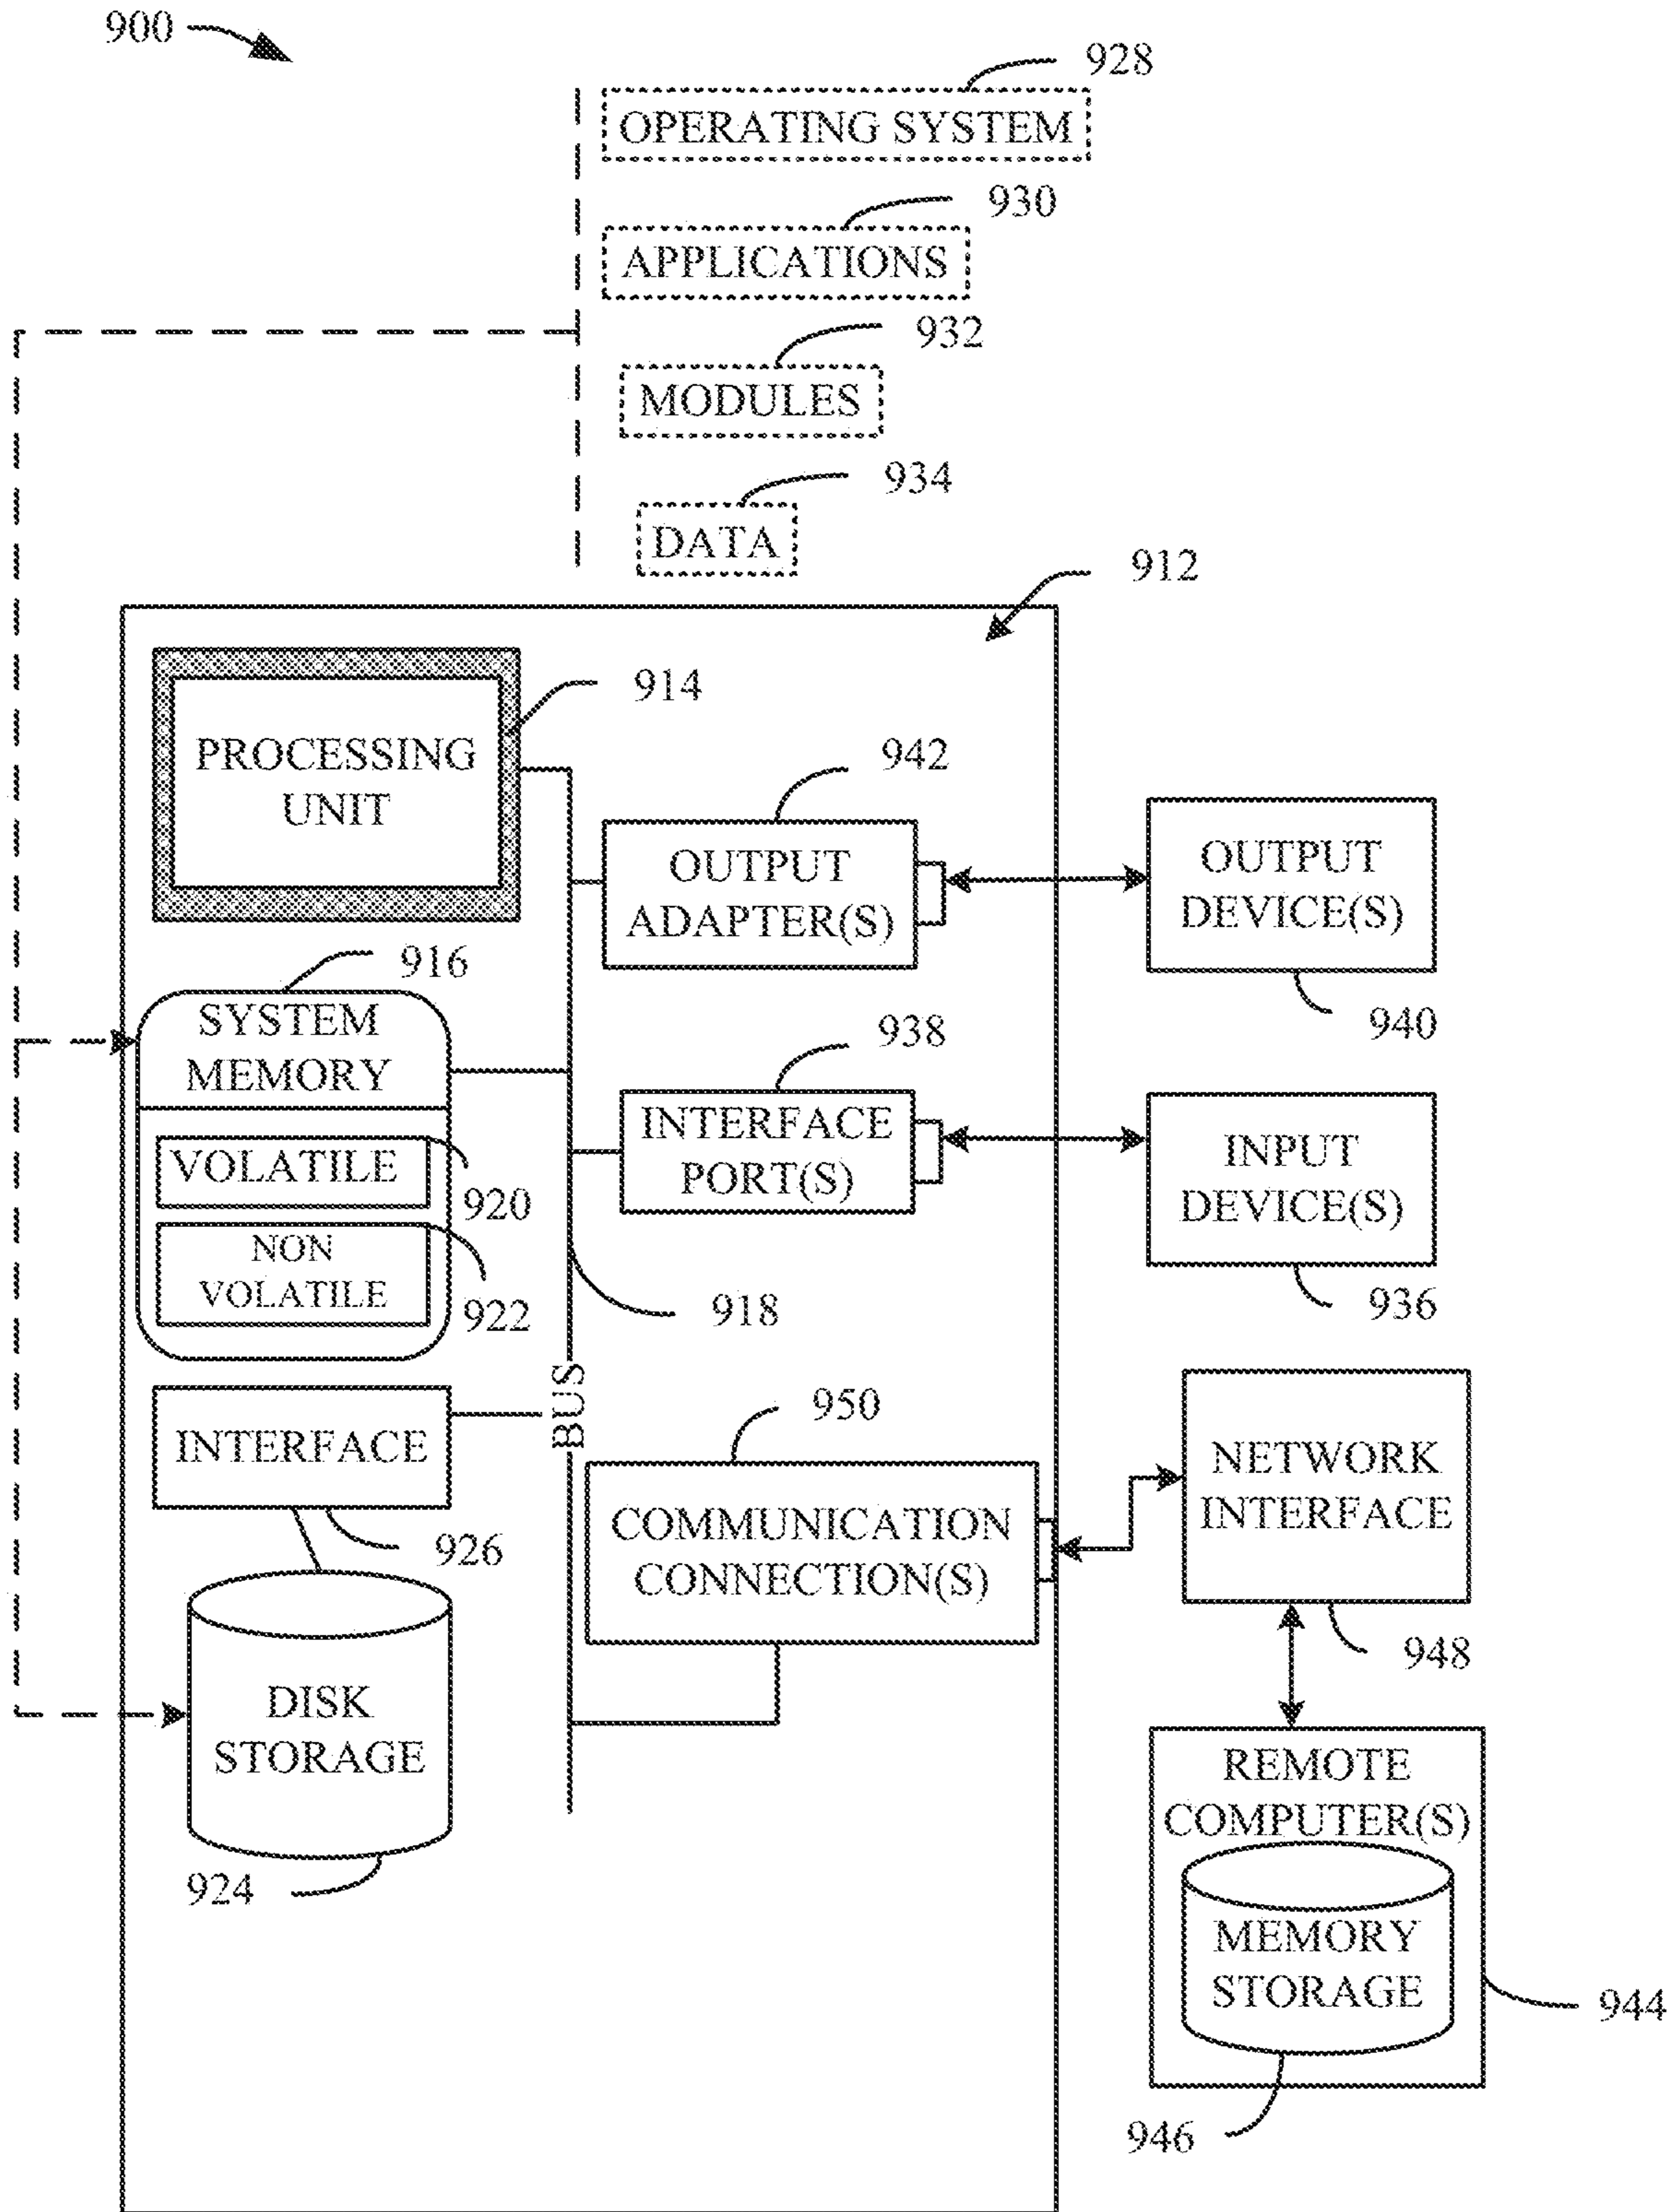 900
928
OPERATING SYSTEM
930
APPLICATIONS
932
MODULES
934
DATA
912
914
PROCESSING
UNIT
942
OUTPUT
ADAPTER(S)
OUTPUT
DEVICE(S)
940
916
SYSTEM
MEMORY
VOLATILE
920
NON
VOLATILE
922
938
INTERFACE
PORT(S)
INPUT
DEVICE(S)
936
918
BUS
INTERFACE
926
950
COMMUNICATION
CONNECTION(S)
NETWORK
INTERFACE
948
DISK
STORAGE
924
REMOTE
COMPUTER(S)
MEMORY
STORAGE
944
946